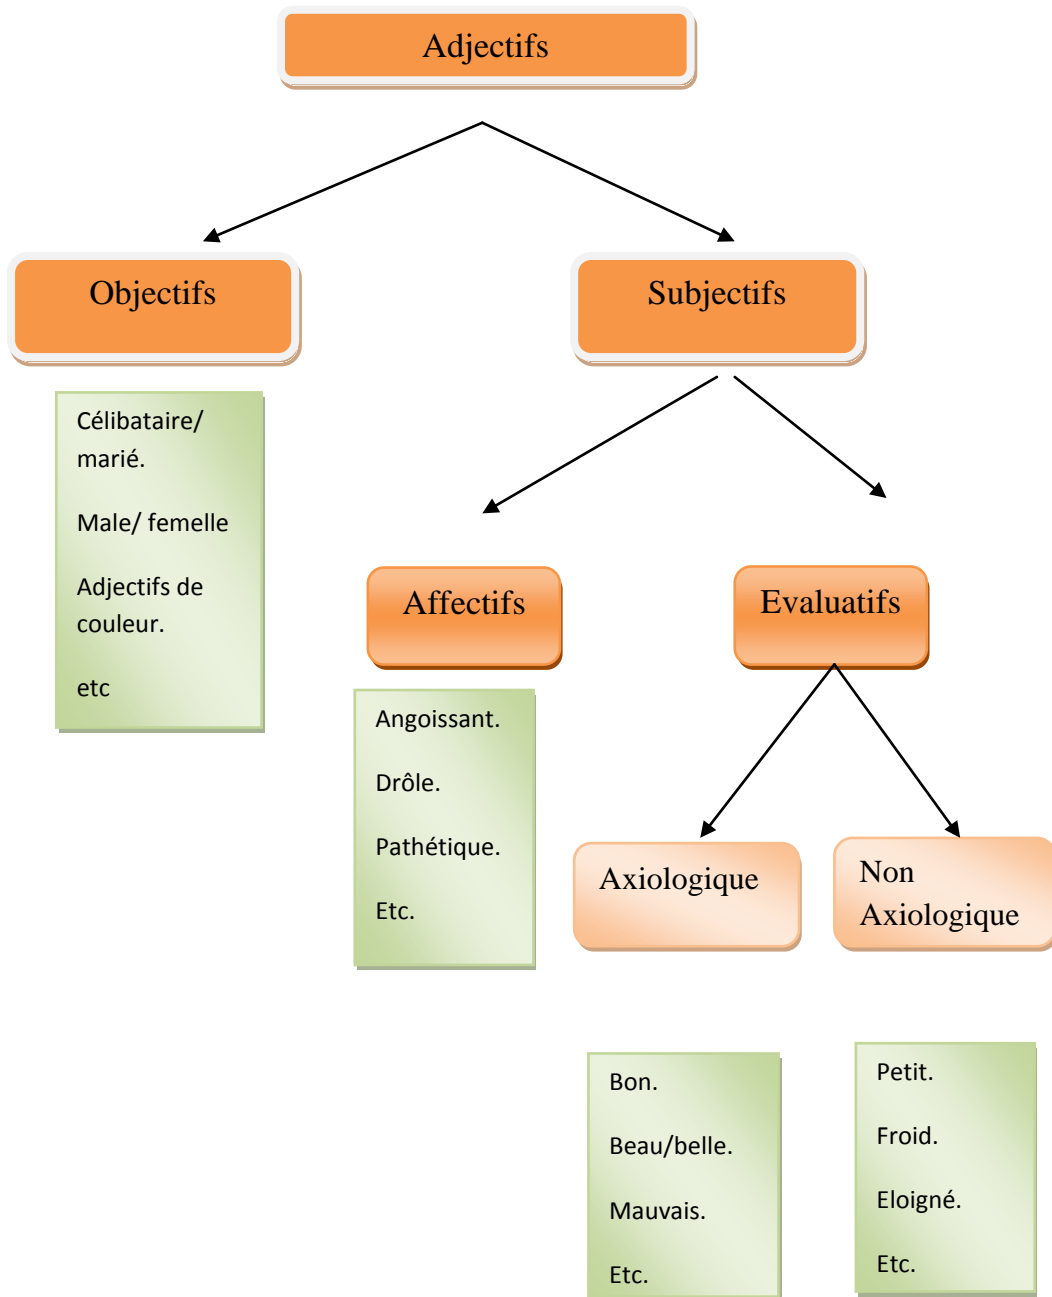 Adjectifs
Objectifs
Subjectifs
Célibataire/
marié.
Male/ femelle
Adjectifs de
couleur.
etc
Affectifs
Evaluatifs
Angoissant.
Drôle.
Pathétique.
Etc.
Axiologique
Non
Axiologique
Bon.
Beau/belle.
Mauvais.
Etc.
Petit.
Froid.
Eloigné.
Etc.